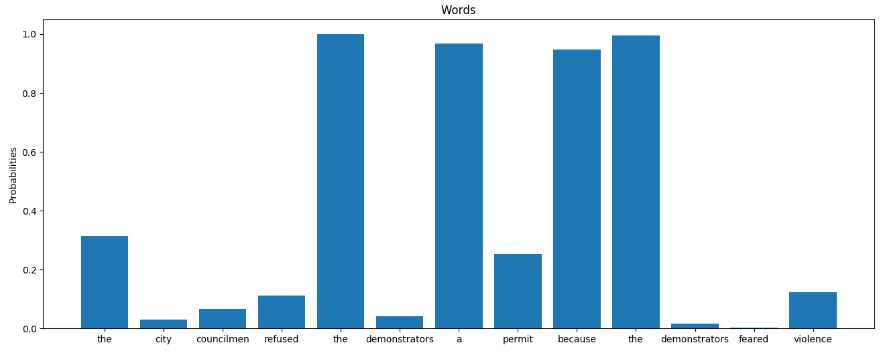 Words
Probabilities
1.0
0.8
0.6
0.4
0.2
0.0
the city councilmen refused the demonstrators a permit because the demonstrators feared violence